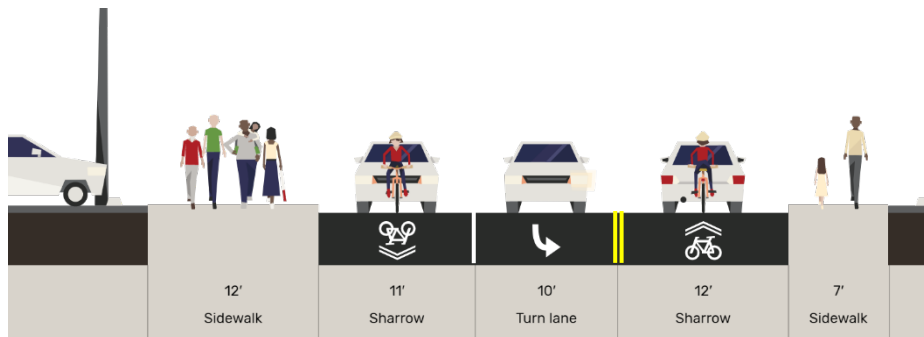 12′
Sidewalk
11′
Sharrow
10′
Turn lane
12′
Sharrow
7′
Sidewalk